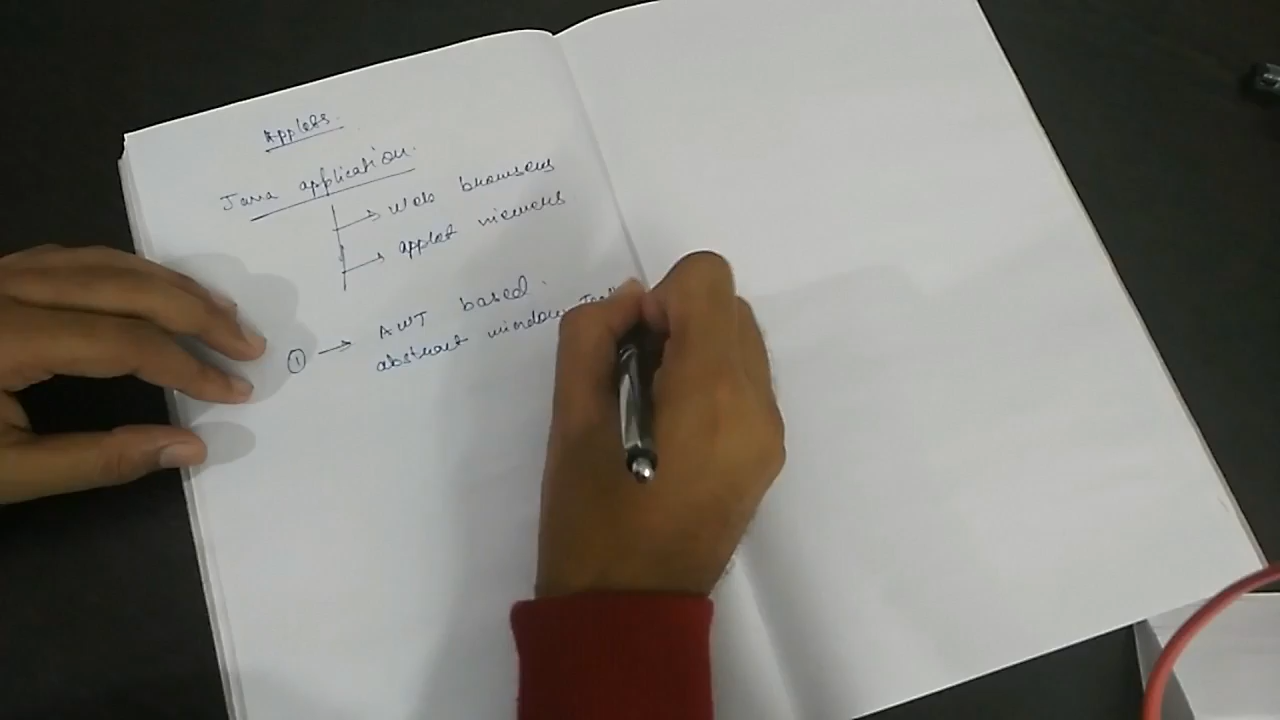 Applets.
Java application.
Web browsers
applet viewers
① → AWT based.
abstract window